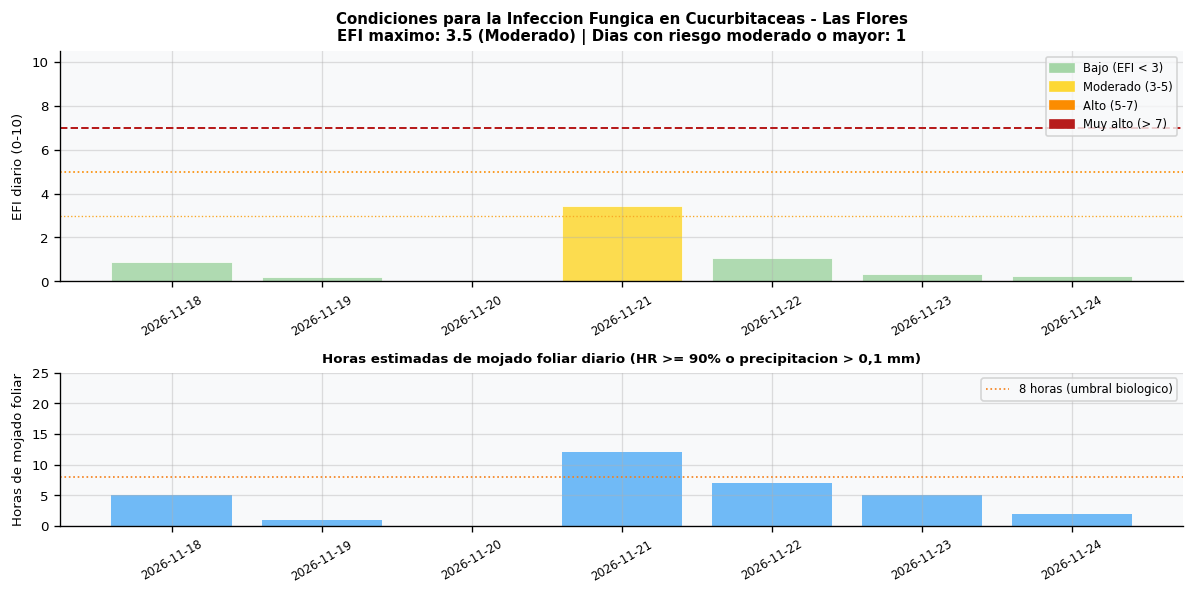 Condiciones para la Infeccion Fungica en Cucurbitaceas - Las Flores
EFI maximo: 3.5 (Moderado) | Dias con riesgo moderado o mayor: 1
EFI diario (0-10)
10
8
6
4
2
0
Bajo (EFI < 3)
Moderado (3-5)
Alto (5-7)
Muy alto (> 7)
2026-11-18
2026-11-19
2026-11-20
2026-11-21
2026-11-22
2026-11-23
2026-11-24
Horas estimadas de mojado foliar diario (HR >= 90% o precipitacion > 0,1 mm)
Horas de mojado foliar
25
20
15
10
5
0
8 horas (umbral biologico)
2026-11-18
2026-11-19
2026-11-20
2026-11-21
2026-11-22
2026-11-23
2026-11-24